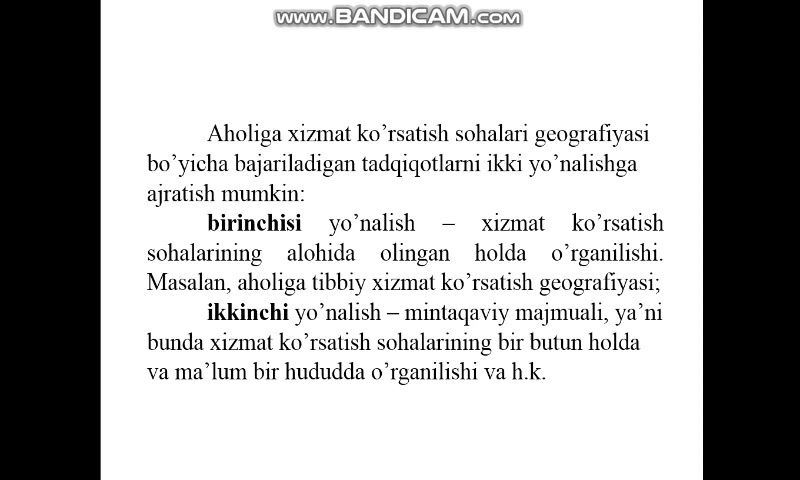 www.BANDICAM.com
Aholiga xizmat ko’rsatish sohalari geografiyasi
bo’yicha bajariladigan tadqiqotlarni ikki yo’nalishga
ajratish mumkin:
birinchisi yo’nalish – xizmat ko’rsatish
sohalarining alohida olingan holda o’rganilishi.
Masalan, aholiga tibbiy xizmat ko’rsatish geografiyasi;
ikkinchi yo’nalish – mintaqaviy majmuali, ya’ni
bunda xizmat ko’rsatish sohalarining bir butun holda
va ma’lum bir hududda o’rganilishi va h.k.